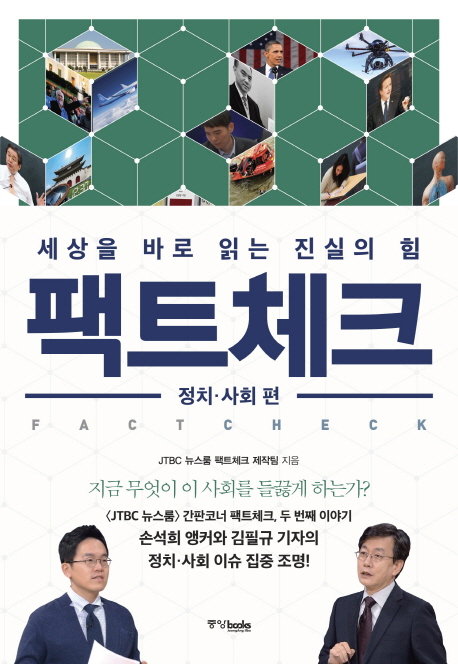 세상을 바로 읽는 진실의 힘
팩트체크
정치·사회 편
FACTCHECK
JTBC 뉴스룸 팩트체크 제작팀 지음
지금 무엇이 이 사회를 들끓게 하는가?
〈JTBC 뉴스룸〉 간판코너 팩트체크, 두 번째 이야기
손석희 앵커와 김필규 기자의
정치·사회 이슈 집중 조명!
중앙books